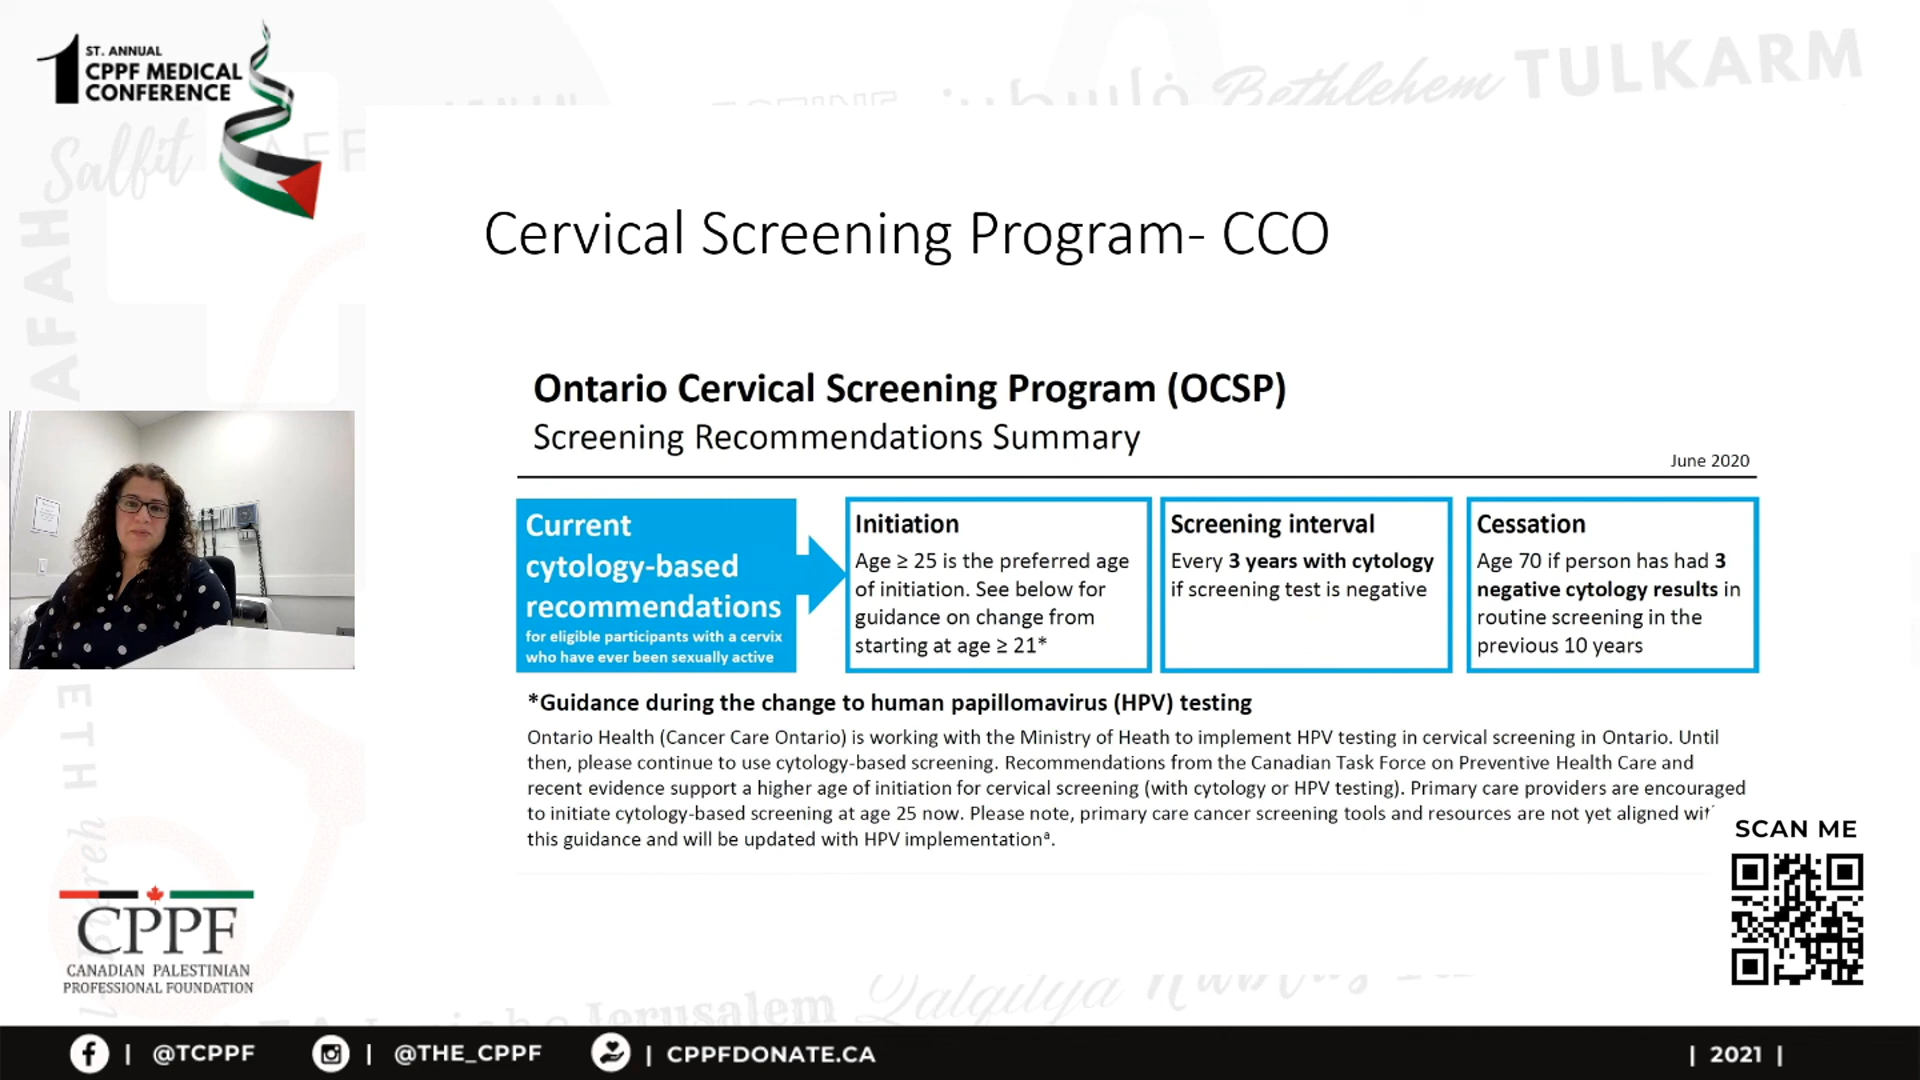 1 ST. ANNUAL
CPPF MEDICAL
CONFERENCE
Bethlehem TULKARM
Salfit
AFAH
Cervical Screening Program- CCO
Ontario Cervical Screening Program (OCSP)
Screening Recommendations Summary
June 2020
Current
cytology-based
recommendations
for eligible participants with a cervix
who have ever been sexually active
Initiation
Age ≥ 25 is the preferred age
of initiation. See below for
guidance on change from
starting at age ≥ 21*
Screening interval
Every 3 years with cytology
if screening test is negative
Cessation
Age 70 if person has had 3
negative cytology results in
routine screening in the
previous 10 years
*Guidance during the change to human papillomavirus (HPV) testing
Ontario Health (Cancer Care Ontario) is working with the Ministry of Heath to implement HPV testing in cervical screening in Ontario. Until
then, please continue to use cytology-based screening. Recommendations from the Canadian Task Force on Preventive Health Care and
recent evidence support a higher age of initiation for cervical screening (with cytology or HPV testing). Primary care providers are encouraged
to initiate cytology-based screening at age 25 now. Please note, primary care cancer screening tools and resources are not yet aligned wit
this guidance and will be updated with HPV implementationª.
SCAN ME
CPPF
CANADIAN PALESTINIAN
PROFESSIONAL FOUNDATION
Jerusalem Qalqilya
| @TCPPF
| @THE_CPPF
| CPPFDONATE.CA
| 2021 |